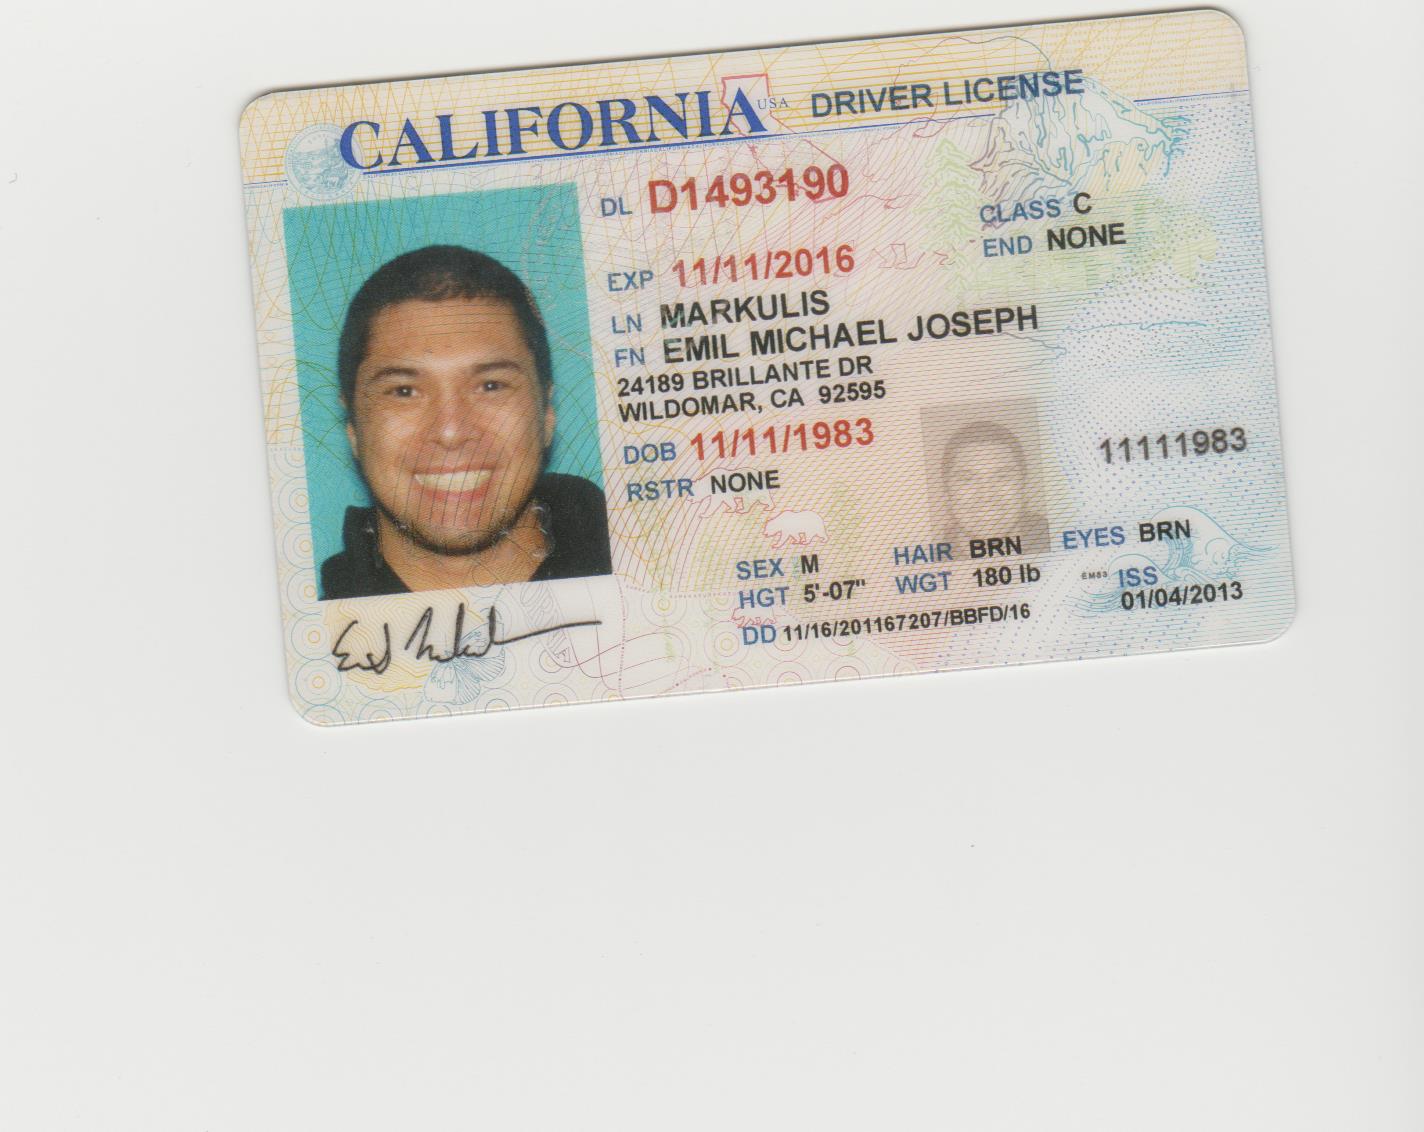 CALIFORNIA USA DRIVER LICENSE
DL D1493190
CLASS C
EXP 11/11/2016
END NONE
LN MARKULIS
FN EMIL MICHAEL JOSEPH
24189 BRILLANTE DR
WILDOMAR, CA 92595
DOB 11/11/1983
11111983
RSTR NONE
SEX M HAIR BRN EYES BRN
HGT 5'-07" WGT 180 lb
ISS
01/04/2013
DD 11/16/201167207/BBFD/16